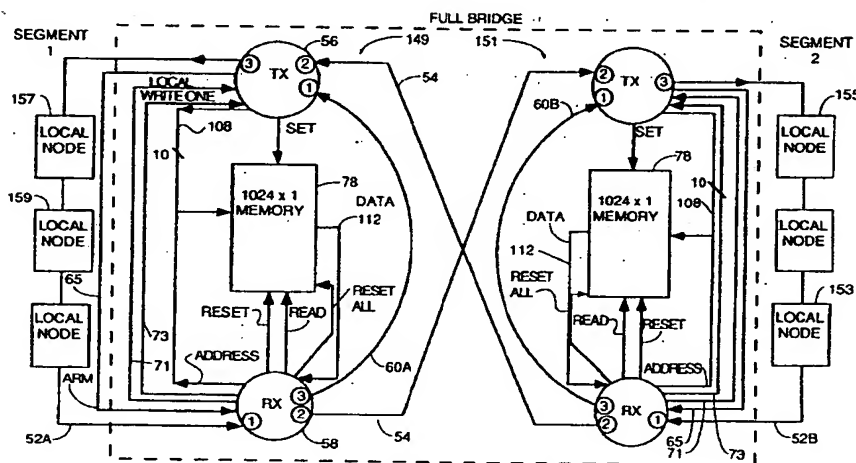 FULL BRIDGE
SEGMENT 1
SEGMENT 2
56
149
151
54
3
TX
2
1
2
TX
3
1
157
155
LOCAL
WRITE ONE
108
10
SET
60B
SET
LOCAL NODE
LOCAL NODE
159
78
78
10
108
1024 x 1 MEMORY
DATA
112
DATA
112
1024 x 1 MEMORY
LOCAL NODE
LOCAL NODE
65
RESET ALL
RESET ALL
153
73
RESET
READ
READ
RESET
LOCAL NODE
LOCAL NODE
ARM
71
ADDRESS
60A
ADDRESS
1
RX
3
2
3
RX
2
1
52A
58
54
65
71
73
52B